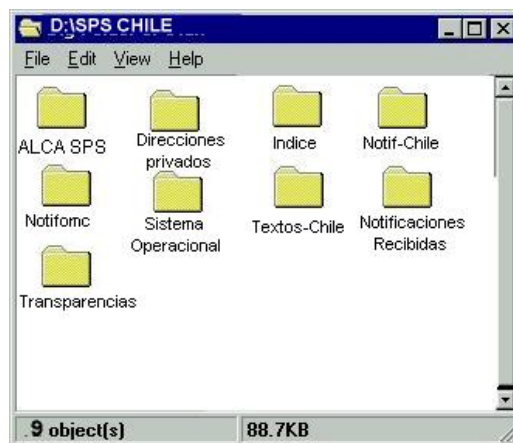 D:\SPS CHILE
File Edit View Help
ALCA SPS
Direcciones
privados
Indice
Notif-Chile
Notifomc
Sistema
Operacional
Textos-Chile
Notificaciones
Recibidas
Transparencias
.9 object(s)
88.7KB